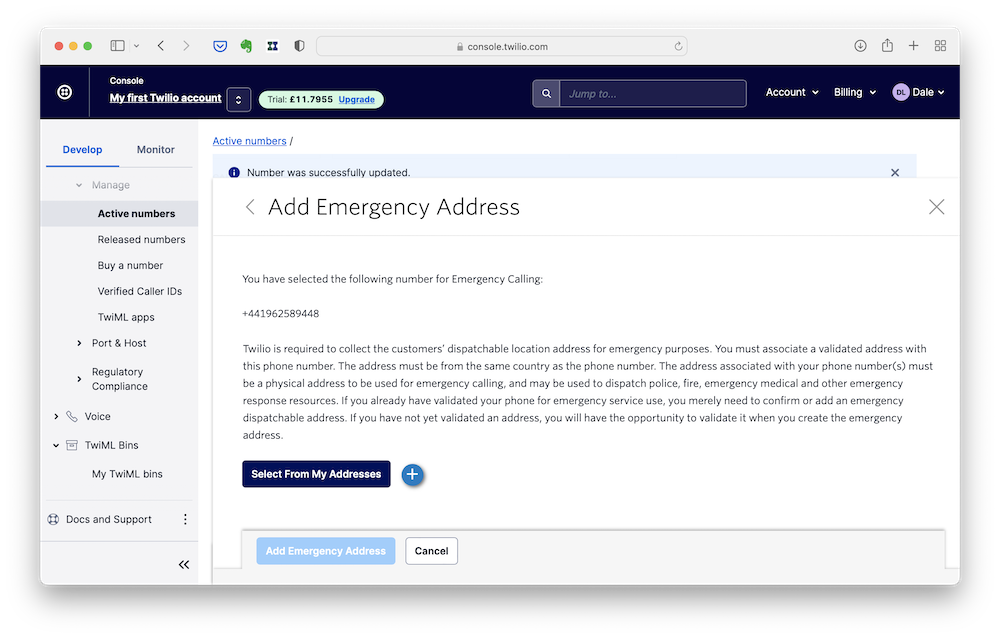 console.twilio.com
Console
My first Twilio account
Trial: £11.7955 Upgrade
Jump to...
Account
Billing
DL Dale
Develop
Monitor
Manage
Active numbers
Released numbers
Buy a number
Verified Caller IDs
TwiML apps
Port & Host
Regulatory
Compliance
Voice
TwiML Bins
My TwiML bins
Docs and Support
Active numbers /
Number was successfully updated.
Add Emergency Address
You have selected the following number for Emergency Calling:
+441962589448
Twilio is required to collect the customers' dispatchable location address for emergency purposes. You must associate a validated address with
this phone number. The address must be from the same country as the phone number. The address associated with your phone number(s) must
be a physical address to be used for emergency calling, and may be used to dispatch police, fire, emergency medical and other emergency
response resources. If you already have validated your phone for emergency service use, you merely need to confirm or add an emergency
dispatchable address. If you have not yet validated an address, you will have the opportunity to validate it when you create the emergency
address.
Select From My Addresses
Add Emergency Address
Cancel